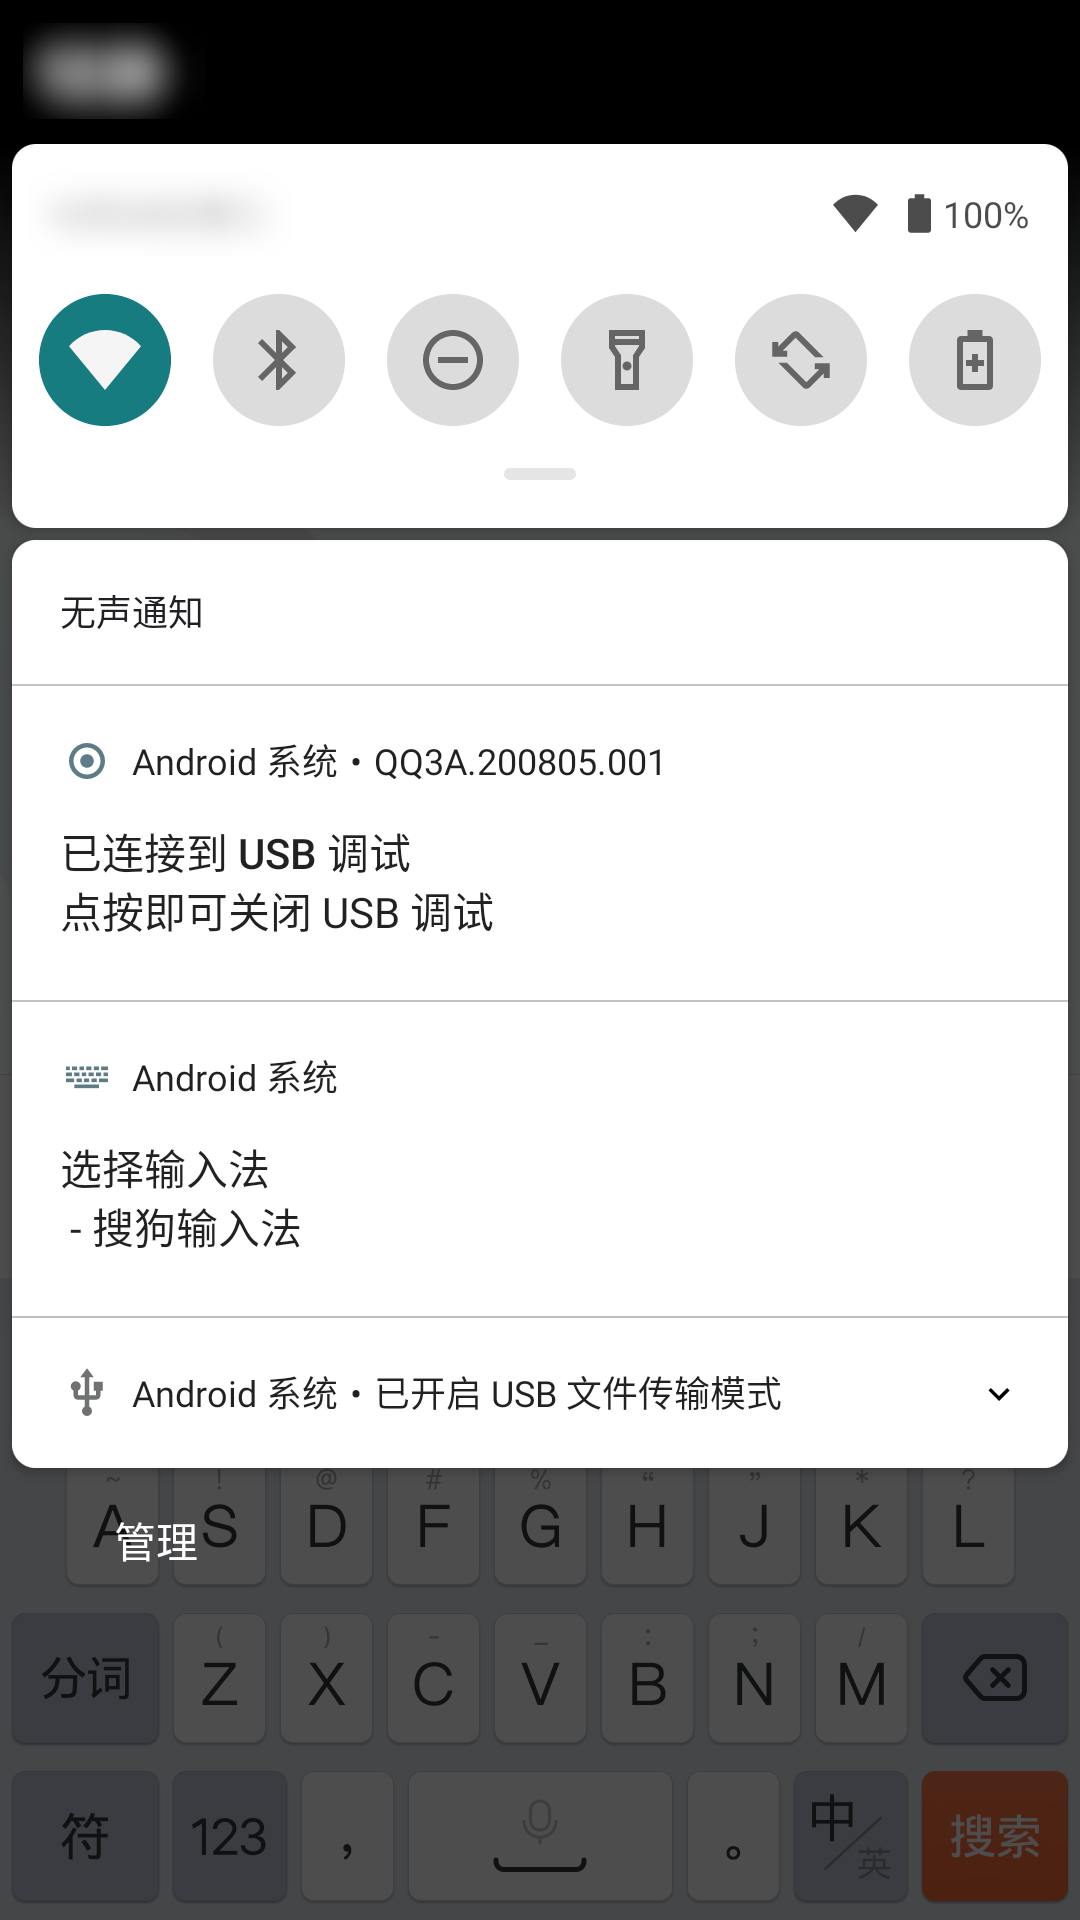 100%
无声通知
Android 系统 • QQ3A.200805.001
已连接到 USB 调试
点按即可关闭 USB 调试
Android 系统
选择输入法
- 搜狗输入法
Android 系统 • 已开启 USB 文件传输模式
~ ! @ # % “ ” * ?
A S D F G H J K L
管理
( ) - _ : ; /
分词 Z X C V B N M
符 123 , 。 中/英 搜索